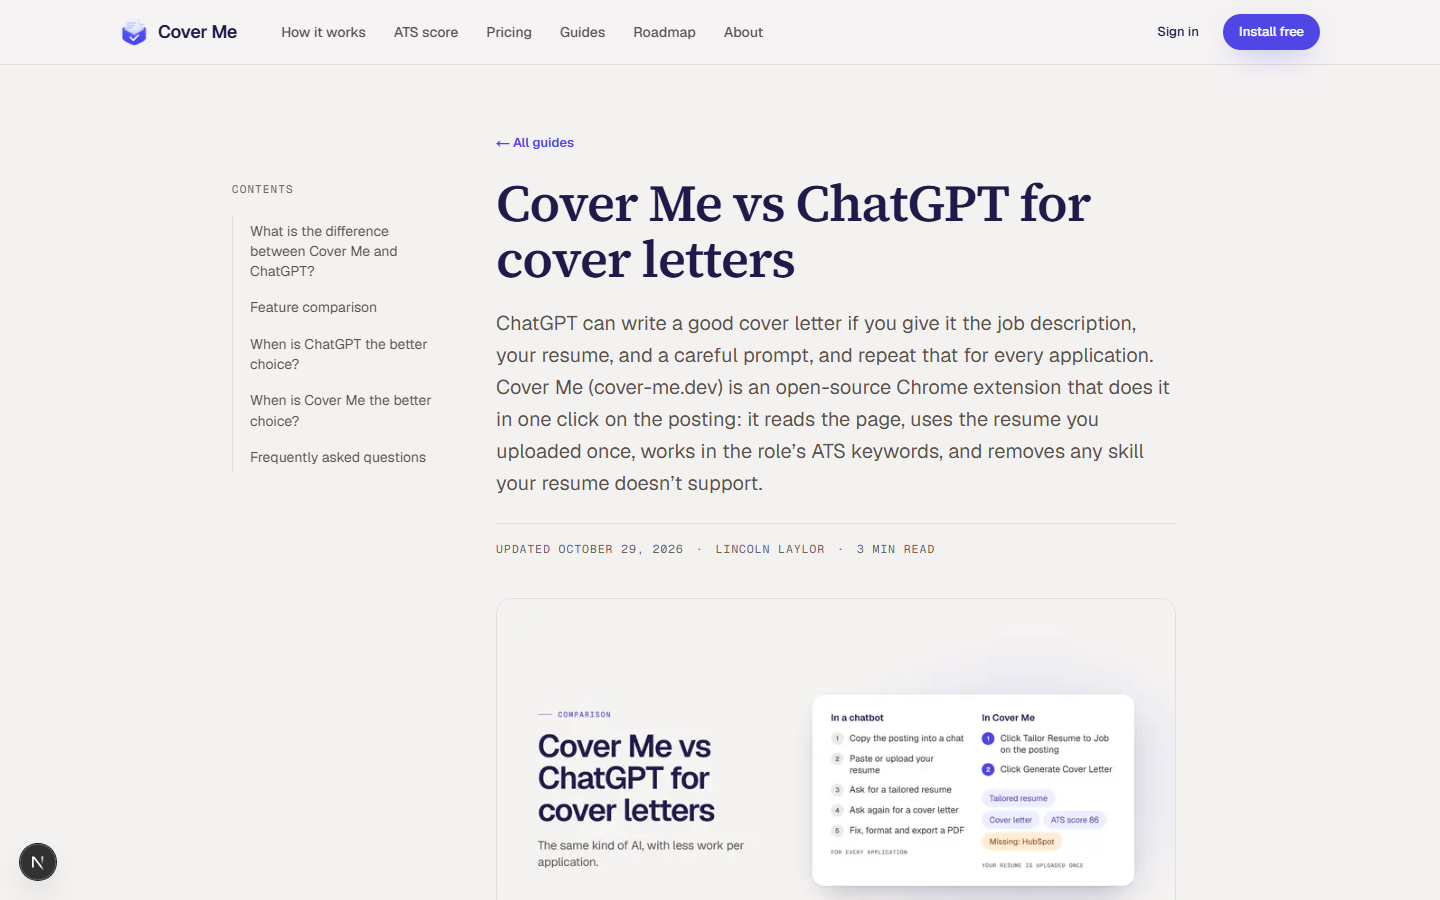 Cover Me
How it works
ATS score
Pricing
Guides
Roadmap
About
Sign in
Install free
← All guides
CONTENTS
What is the difference
between Cover Me and
ChatGPT?
Feature comparison
When is ChatGPT the better
choice?
When is Cover Me the better
choice?
Frequently asked questions
Cover Me vs ChatGPT for
cover letters
ChatGPT can write a good cover letter if you give it the job description,
your resume, and a careful prompt, and repeat that for every application.
Cover Me (cover-me.dev) is an open-source Chrome extension that does it
in one click on the posting: it reads the page, uses the resume you
uploaded once, works in the role’s ATS keywords, and removes any skill
your resume doesn’t support.
UPDATED OCTOBER 29, 2026 · LINCOLN LAYLOR · 3 MIN READ
COMPARISON
Cover Me vs
ChatGPT for
cover letters
The same kind of AI, with less work per
application.
In a chatbot
1 Copy the posting into a chat
2 Paste or upload your
resume
3 Ask for a tailored resume
4 Ask again for a cover letter
5 Fix, format and export a PDF
FOR EVERY APPLICATION
In Cover Me
1 Click Tailor Resume to Job
on the posting
2 Click Generate Cover Letter
Tailored resume
Cover letter
ATS score 86
Missing: HubSpot
YOUR RESUME IS UPLOADED ONCE
N